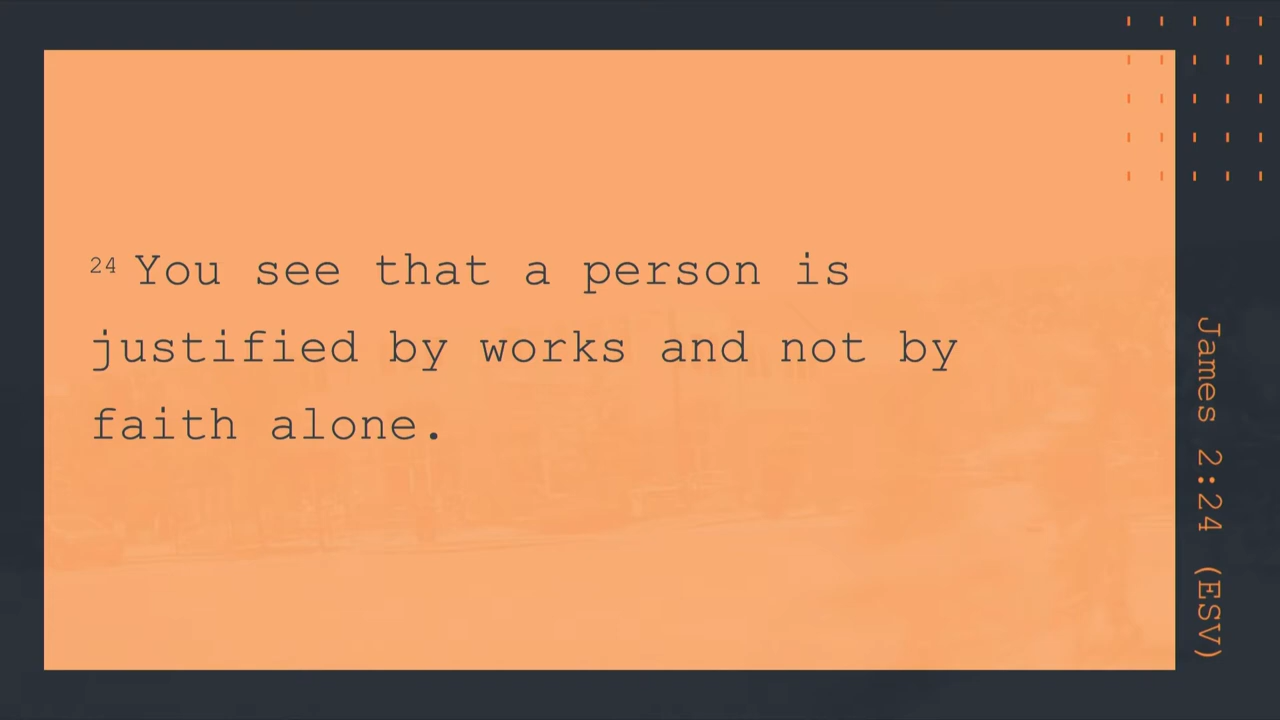 24 You see that a person is
justified by works and not by
faith alone.
James 2:24 (ESV)